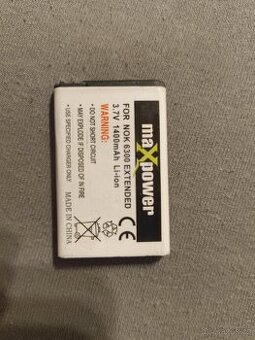 maxpower
FOR NOK 6300 EXTENDED
3.7V 1400mAh Li-ion
WARNING:
• MAY EXPLODE IF DISPOSED OF IN FIRE
• DO NOT SHORT CIRCUIT
• USE SPECIFIED CHARGER ONLY
MADE IN CHINA
CE